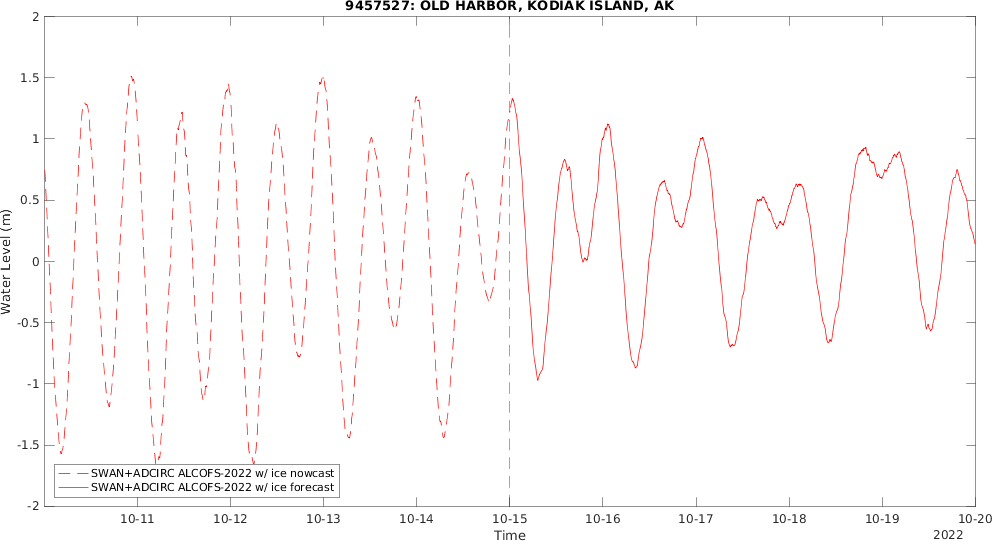 9457527: OLD HARBOR, KODIAK ISLAND, AK
2
1.5
1
0.5
0
-0.5
-1
-1.5
-2
Water Level (m)
SWAN+ADCIRC ALCOFS-2022 w/ ice nowcast
SWAN+ADCIRC ALCOFS-2022 w/ ice forecast
10-11 10-12 10-13 10-14 10-15 10-16 10-17 10-18 10-19 10-20
Time
2022